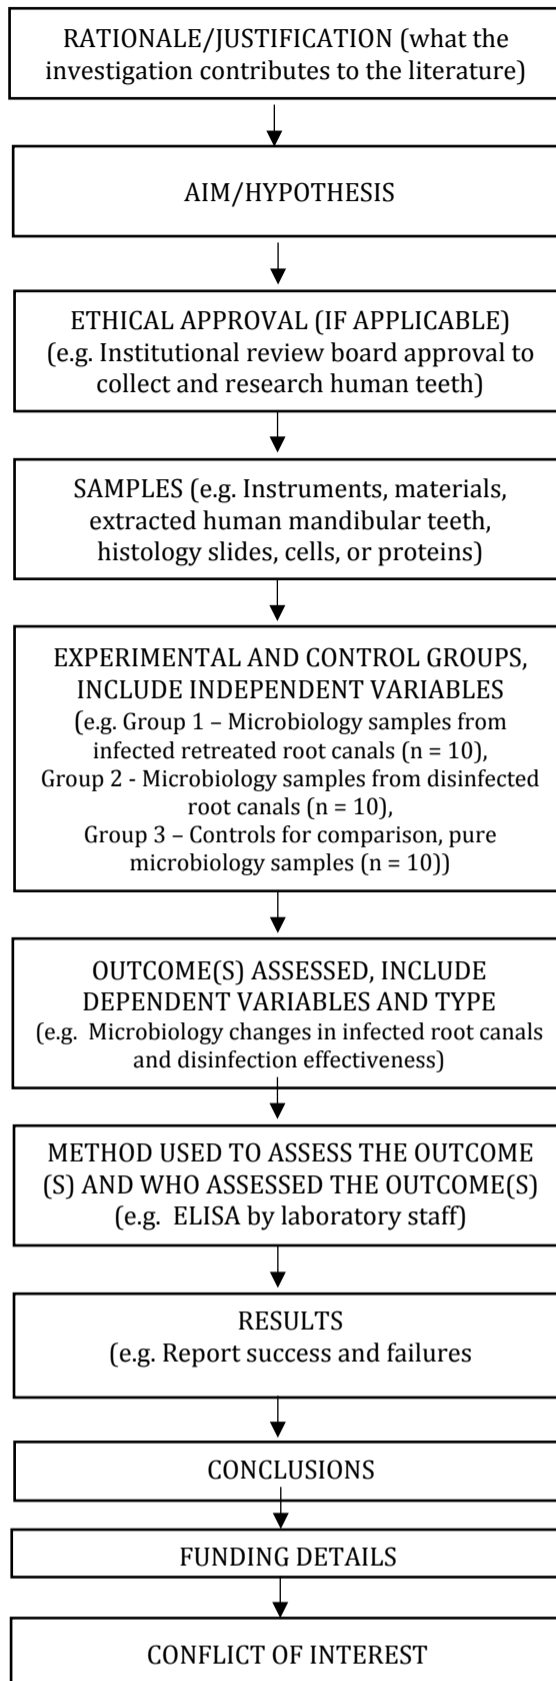 RATIONALE/JUSTIFICATION (what the
investigation contributes to the literature)
AIM/HYPOTHESIS
ETHICAL APPROVAL (IF APPLICABLE)
(e.g. Institutional review board approval to
collect and research human teeth)
SAMPLES (e.g. Instruments, materials,
extracted human mandibular teeth,
histology slides, cells, or proteins)
EXPERIMENTAL AND CONTROL GROUPS,
INCLUDE INDEPENDENT VARIABLES
(e.g. Group 1 – Microbiology samples from
infected retreated root canals (n = 10),
Group 2 - Microbiology samples from disinfected
root canals (n = 10),
Group 3 – Controls for comparison, pure
microbiology samples (n = 10))
OUTCOME(S) ASSESSED, INCLUDE
DEPENDENT VARIABLES AND TYPE
(e.g. Microbiology changes in infected root canals
and disinfection effectiveness)
METHOD USED TO ASSESS THE OUTCOME
(S) AND WHO ASSESSED THE OUTCOME(S)
(e.g. ELISA by laboratory staff)
RESULTS
(e.g. Report success and failures
CONCLUSIONS
FUNDING DETAILS
CONFLICT OF INTEREST